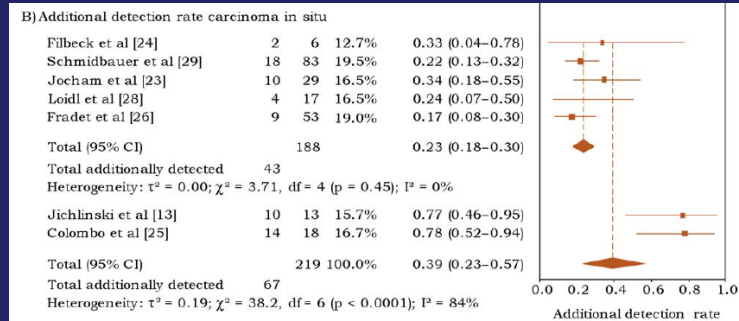 B) Additional detection rate carcinoma in situ
Filbeck et al [24] 2 6 12.7% 0.33 (0.04–0.78)
Schmidbauer et al [29] 18 83 19.5% 0.22 (0.13–0.32)
Jocham et al [23] 10 29 16.5% 0.34 (0.18–0.55)
Loidl et al [28] 4 17 16.5% 0.24 (0.07–0.50)
Fradet et al [26] 9 53 19.0% 0.17 (0.08–0.30)
Total (95% CI) 188 0.23 (0.18–0.30)
Total additionally detected 43
Heterogeneity: τ² = 0.00; χ² = 3.71, df = 4 (p = 0.45); I² = 0%
Jichlinski et al [13] 10 13 15.7% 0.77 (0.46–0.95)
Colombo et al [25] 14 18 16.7% 0.78 (0.52–0.94)
Total (95% CI) 219 100.0% 0.39 (0.23–0.57)
Total additionally detected 67
Heterogeneity: τ² = 0.19; χ² = 38.2, df = 6 (p < 0.0001); I² = 84%
0.0 0.2 0.4 0.6 0.8 1.0
Additional detection rate